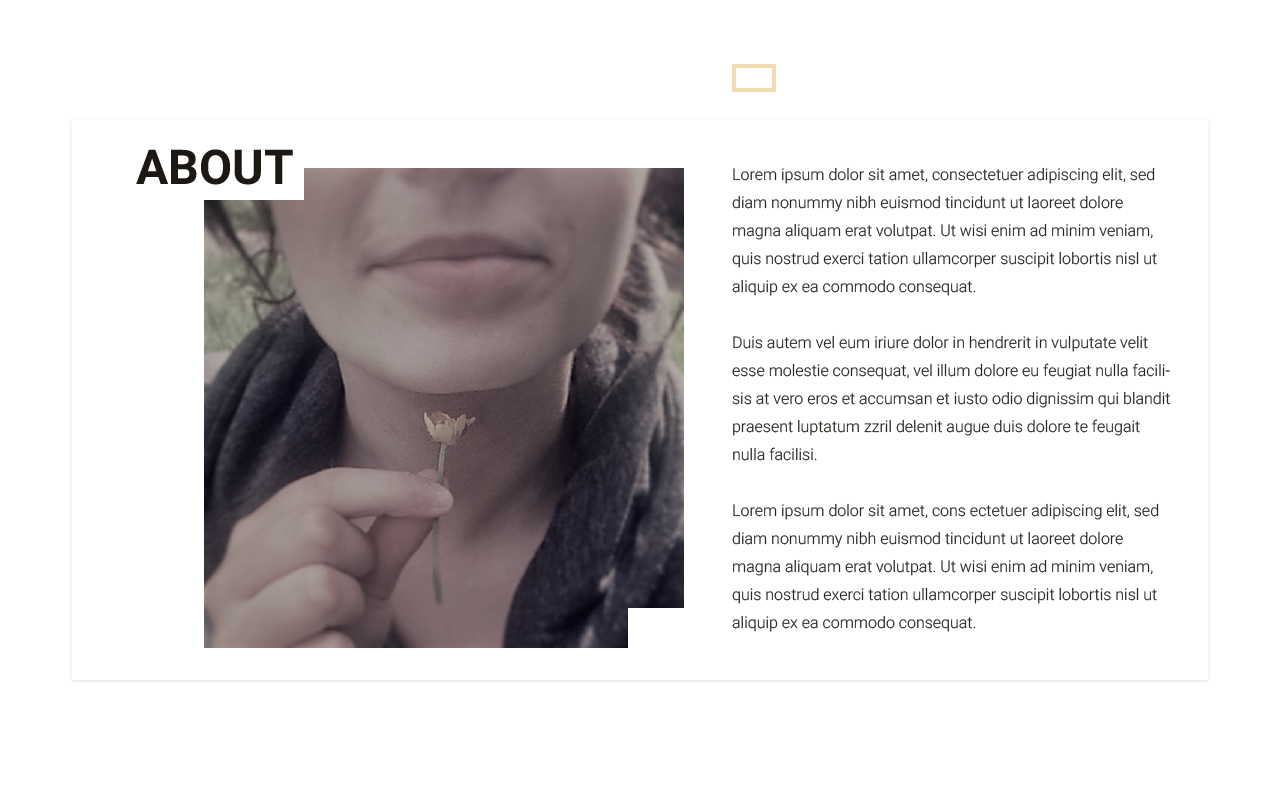 ABOUT
Lorem ipsum dolor sit amet, consectetuer adipiscing elit, sed
diam nonummy nibh euismod tincidunt ut laoreet dolore
magna aliquam erat volutpat. Ut wisi enim ad minim veniam,
quis nostrud exerci tation ullamcorper suscipit lobortis nisl ut
aliquip ex ea commodo consequat.
Duis autem vel eum iriure dolor in hendrerit in vulputate velit
esse molestie consequat, vel illum dolore eu feugiat nulla facili-
sis at vero eros et accumsan et iusto odio dignissim qui blandit
praesent luptatum zzril delenit augue duis dolore te feugait
nulla facilisi.
Lorem ipsum dolor sit amet, cons ectetuer adipiscing elit, sed
diam nonummy nibh euismod tincidunt ut laoreet dolore
magna aliquam erat volutpat. Ut wisi enim ad minim veniam,
quis nostrud exerci tation ullamcorper suscipit lobortis nisl ut
aliquip ex ea commodo consequat.